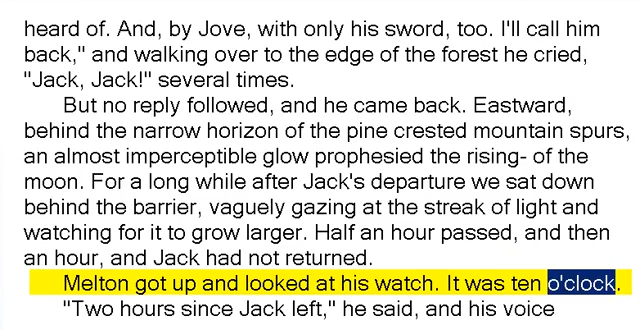 heard of. And, by Jove, with only his sword, too. I'll call him
back," and walking over to the edge of the forest he cried,
"Jack, Jack!" several times.
But no reply followed, and he came back. Eastward,
behind the narrow horizon of the pine crested mountain spurs,
an almost imperceptible glow prophesied the rising- of the
moon. For a long while after Jack's departure we sat down
behind the barrier, vaguely gazing at the streak of light and
watching for it to grow larger. Half an hour passed, and then
an hour, and Jack had not returned.
Melton got up and looked at his watch. It was ten o'clock.
"Two hours since Jack left," he said, and his voice